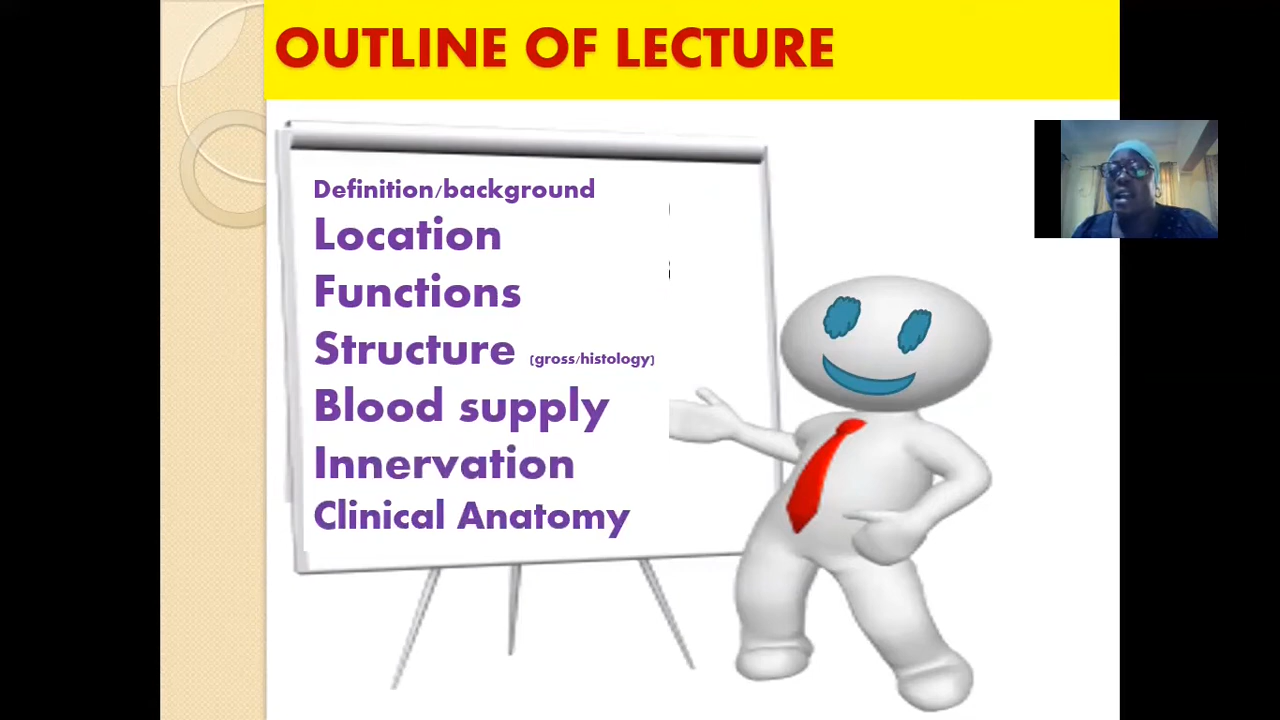 OUTLINE OF LECTURE
Definition/background
Location
Functions
Structure (gross/histology)
Blood supply
Innervation
Clinical Anatomy